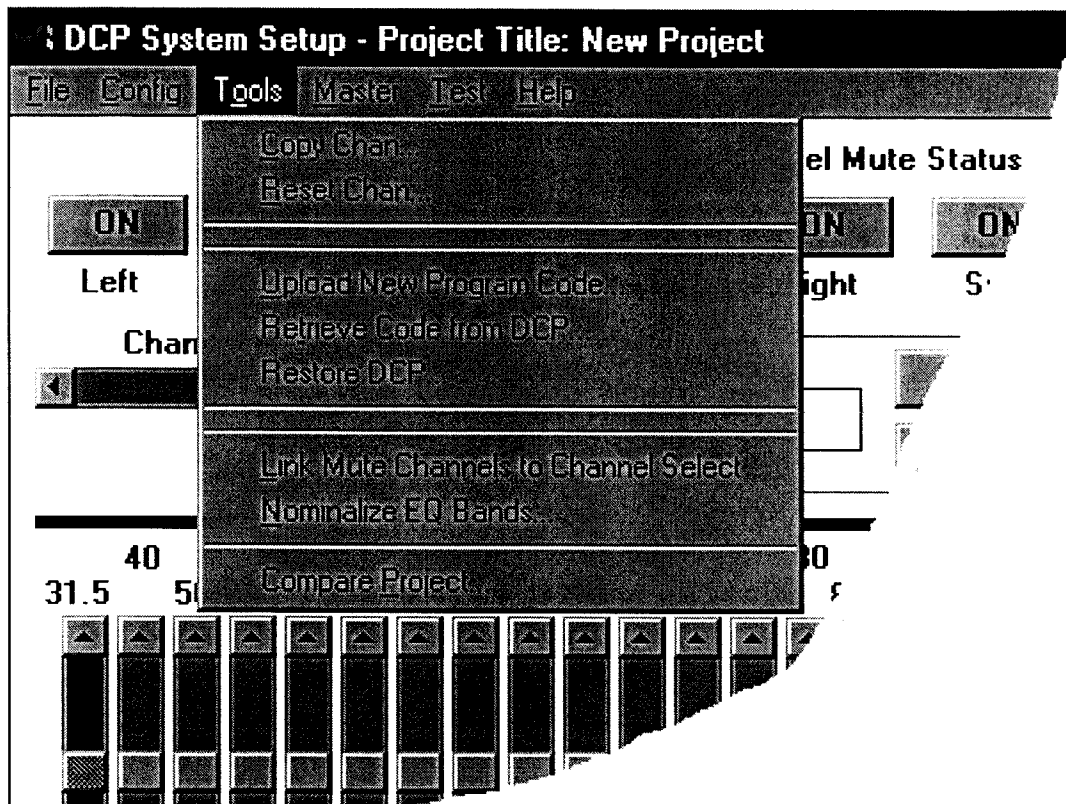 DCP System Setup - Project Title: New Project
File Config Tools Master Test Help
Copy Chan...
el Mute Status
Reset Chan...
ON ON ON
Left ight
Upload New Program Code...
Retrieve Code from DCP...
Chan
Restore DCP...
Link Mute Channels to Channel Select...
Nominalize EQ Bands...
40
Compare Project...
31.5